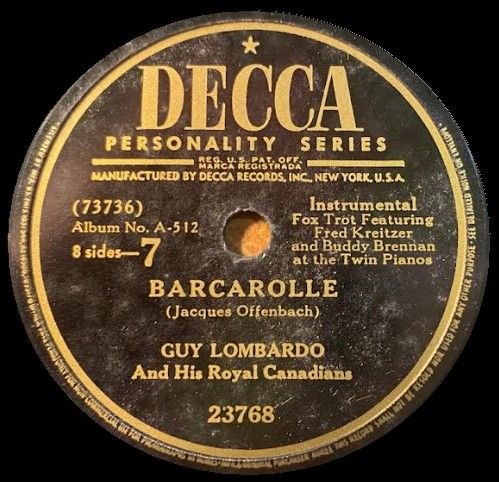 DECCA
PERSONALITY SERIES
REG. U.S. PAT. OFF.
MARCA REGISTRADA
MANUFACTURED BY DECCA RECORDS, INC., NEW YORK, U.S.A.
(73736)
Album No. A-512
8 sides—7
Instrumental
Fox Trot Featuring
Fred Kreitzer
and Buddy Brennan
at the Twin Pianos
BARCAROLLE
(Jacques Offenbach)
GUY LOMBARDO
And His Royal Canadians
23768